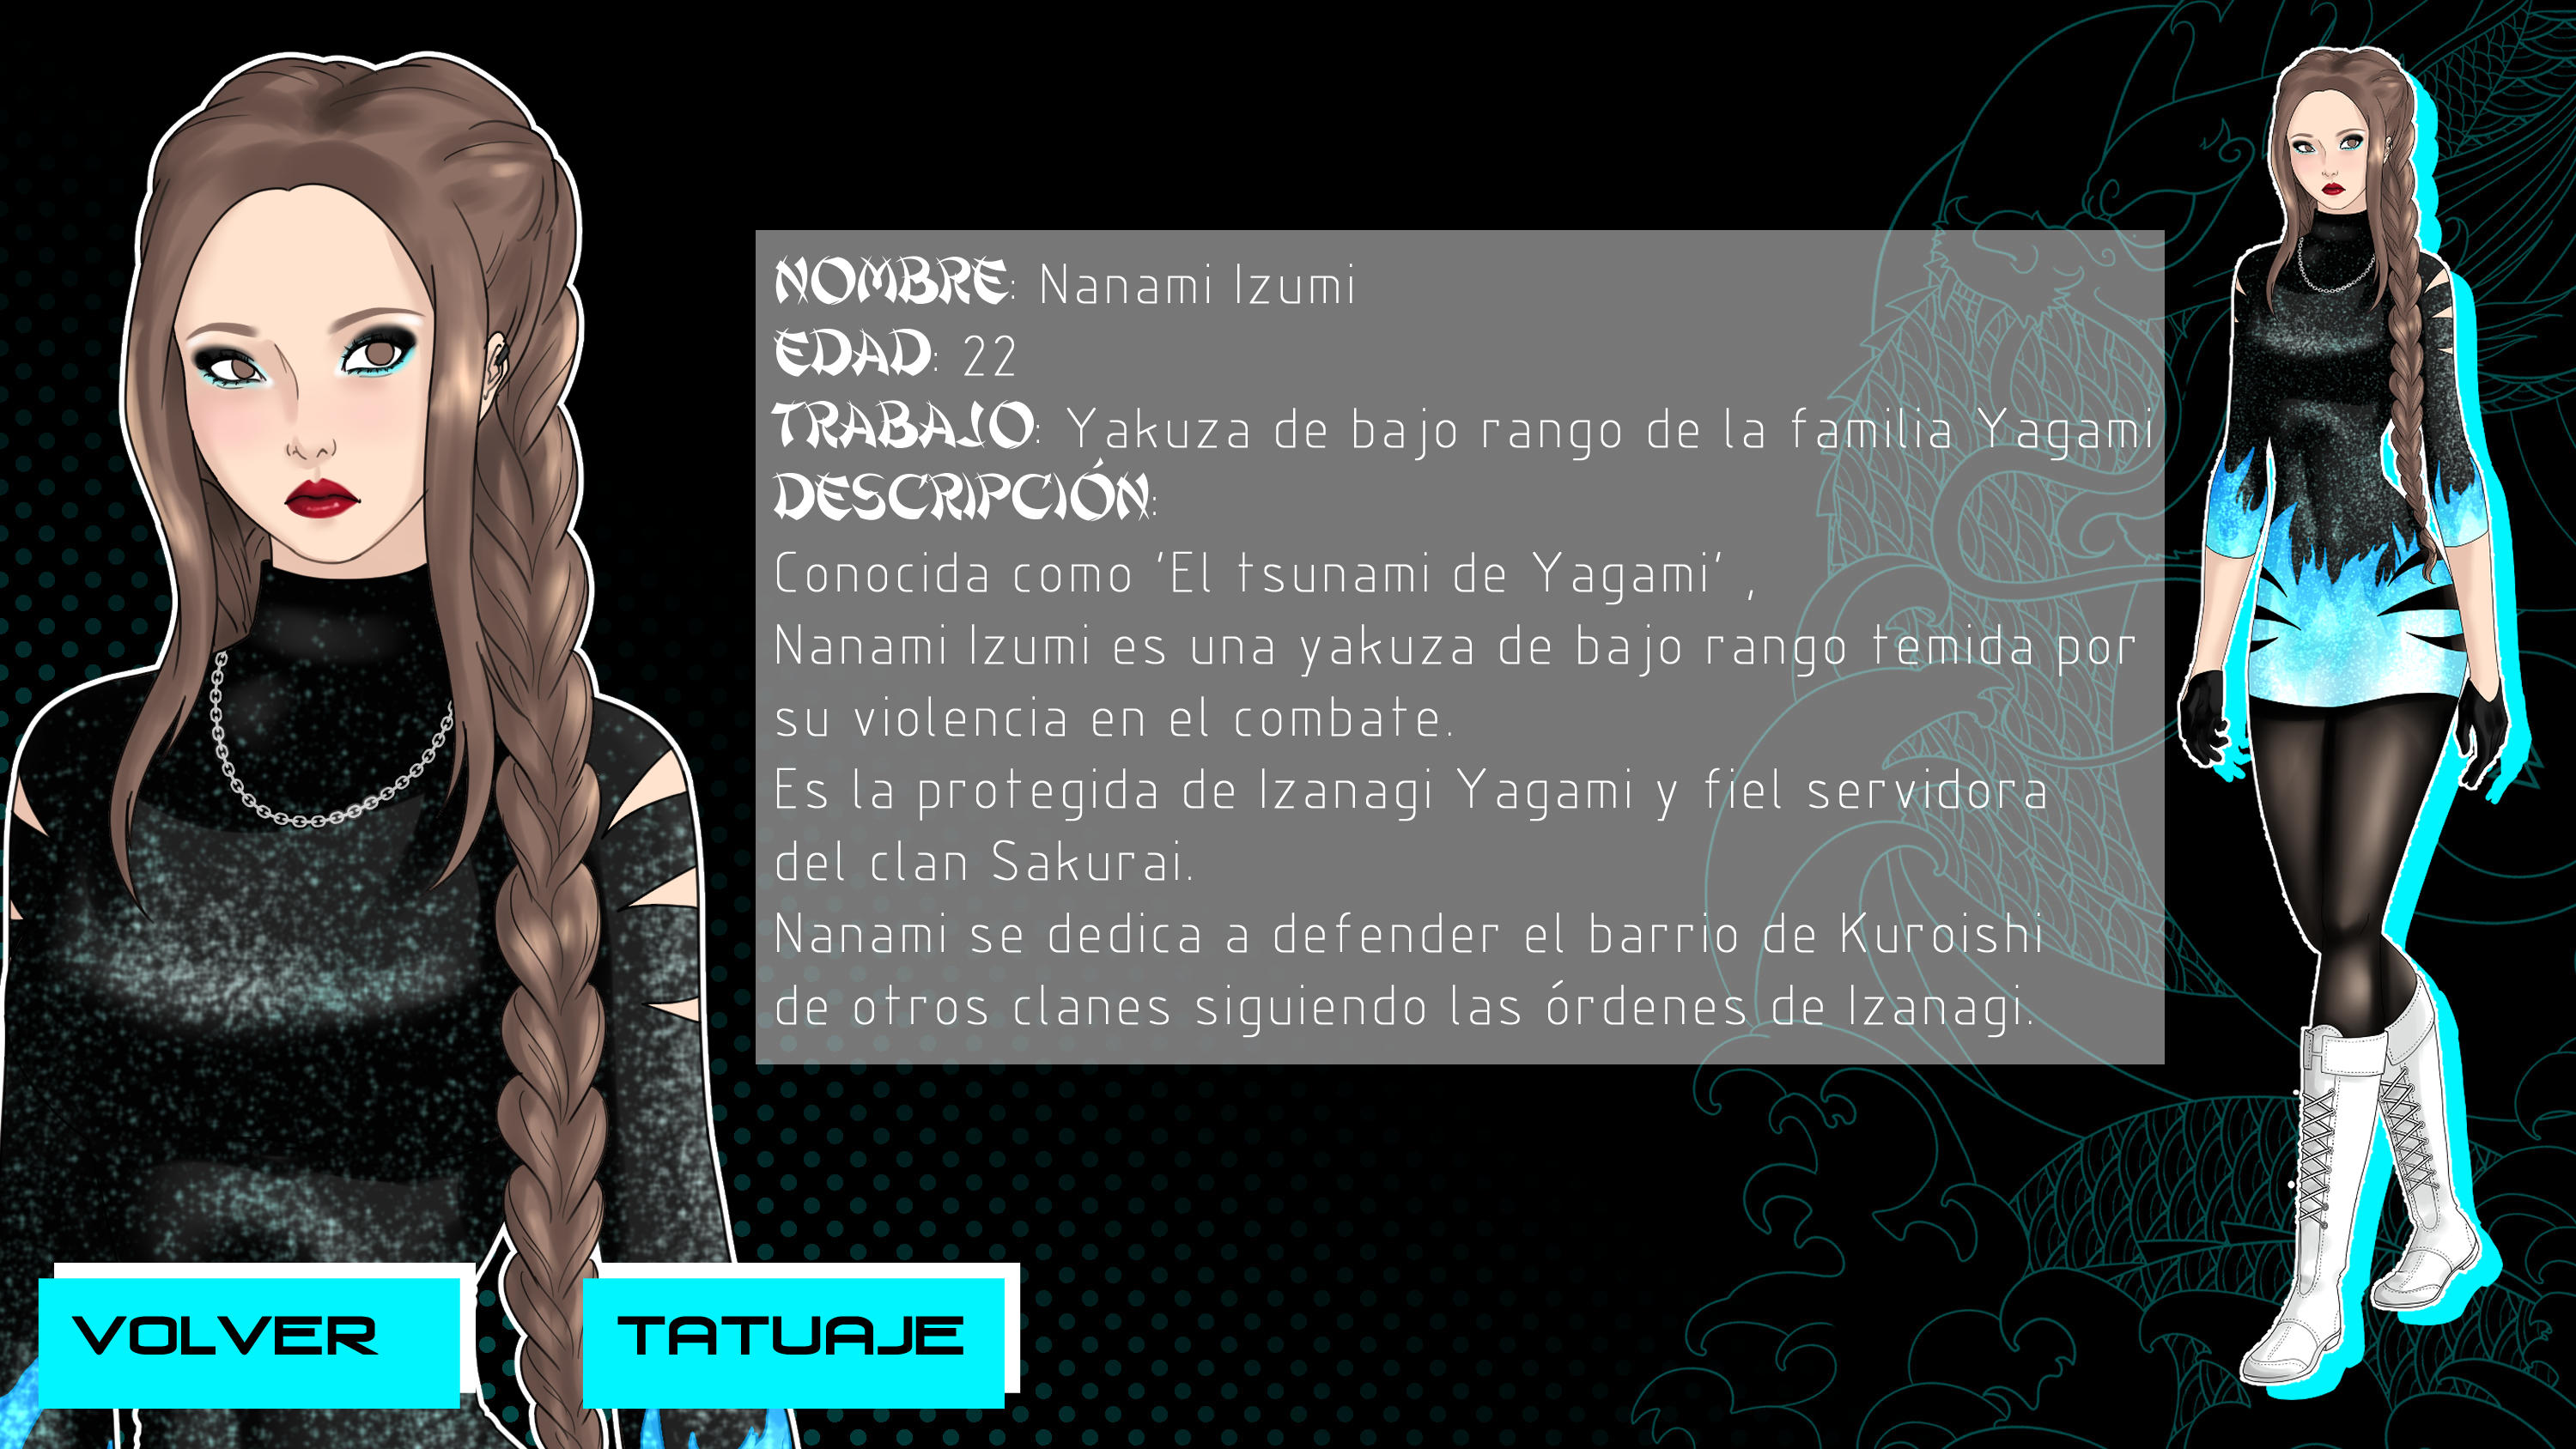 NOMBRE: Nanami Izumi
EDAD: 22
TRABAJO: Yakuza de bajo rango de la familia Yagami
DESCRIPCIÓN:
Conocida como 'El tsunami de Yagami' ,
Nanami Izumi es una yakuza de bajo rango temida por
su violencia en el combate.
Es la protegida de Izanagi Yagami y fiel servidora
del clan Sakurai.
Nanami se dedica a defender el barrio de Kuroishi
de otros clanes siguiendo las órdenes de Izanagi.
VOLVER
TATUAJE